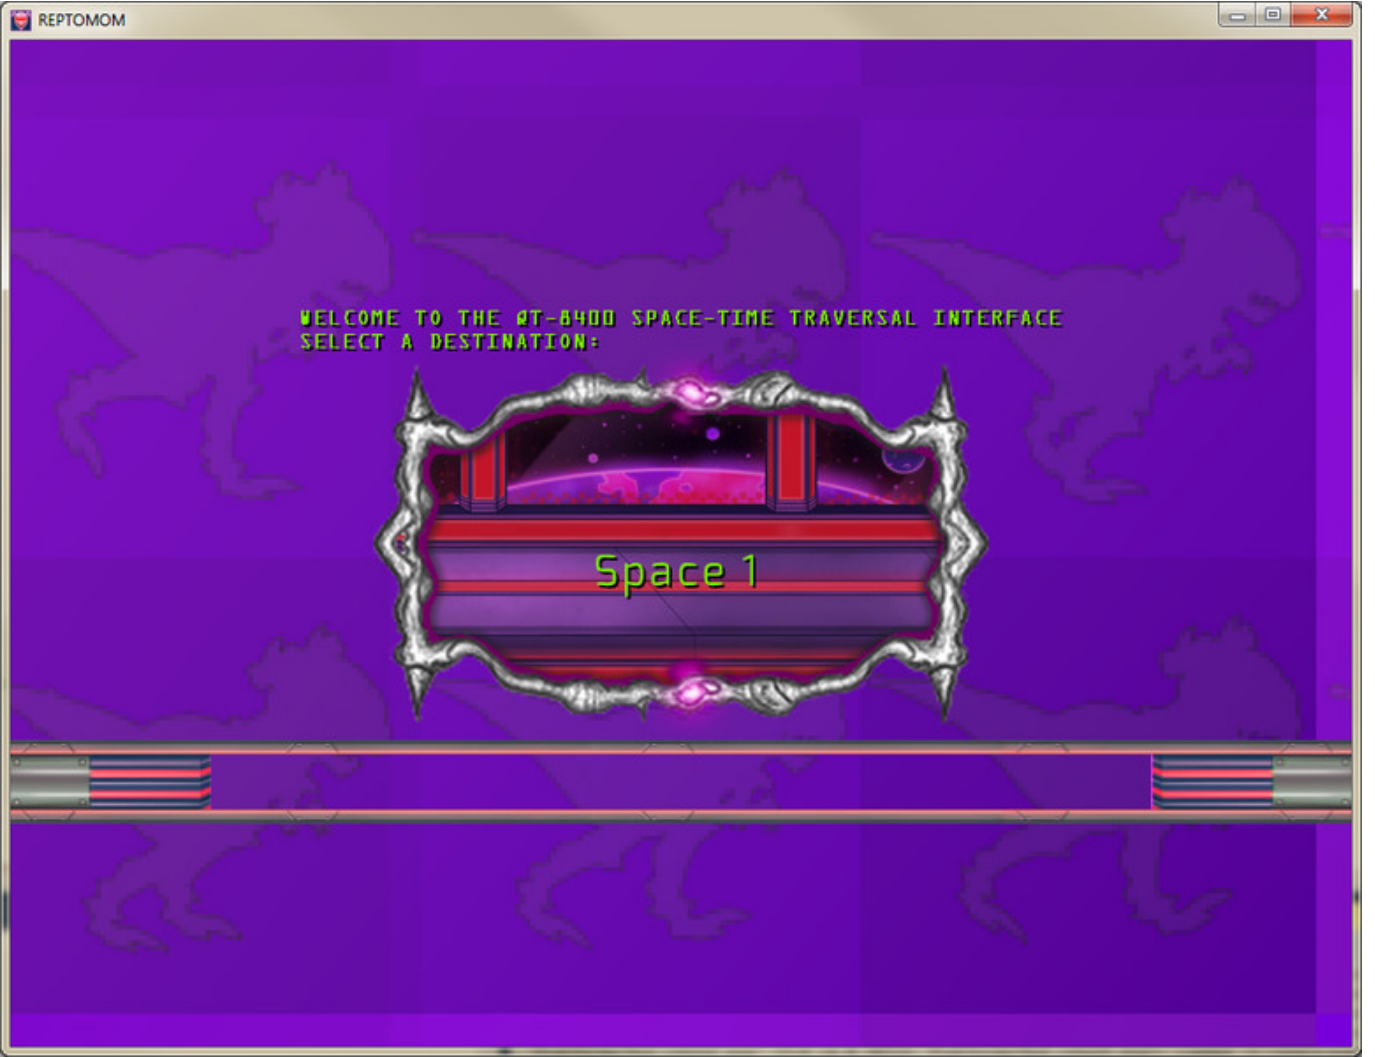 REPTOMOM
WELCOME TO THE QT-8400 SPACE-TIME TRAVERSAL INTERFACE
SELECT A DESTINATION:
Space 1